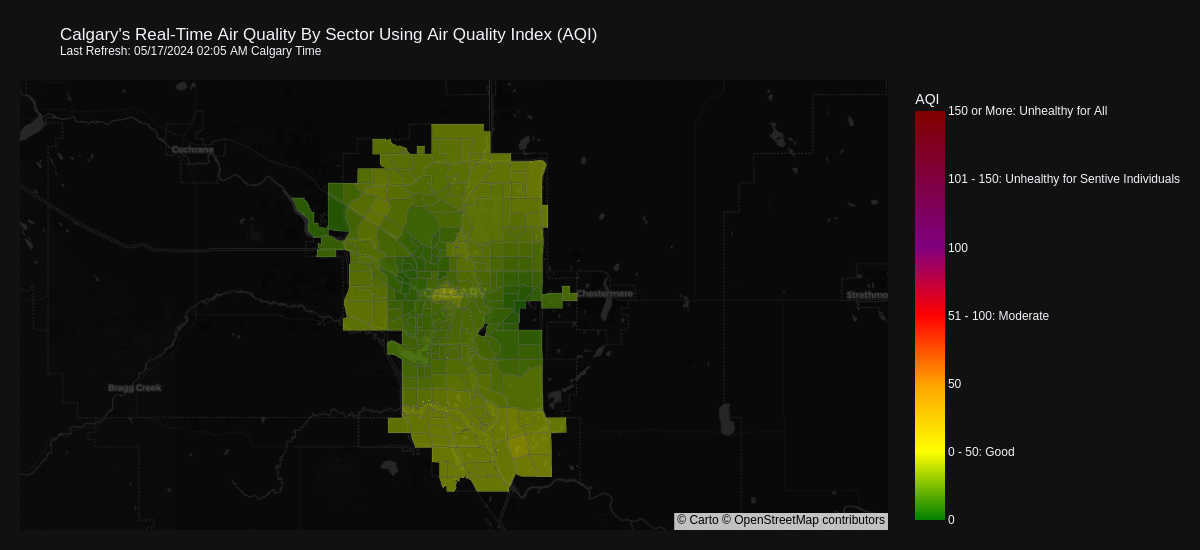 Calgary's Real-Time Air Quality By Sector Using Air Quality Index (AQI)
Last Refresh: 05/17/2024 02:05 AM Calgary Time
AQI
150 or More: Unhealthy for All
Cochrane
101 - 150: Unhealthy for Sentive Individuals
100
CALGARY
Chestermere
Strathmo
51 - 100: Moderate
Bragg Creek
50
0 - 50: Good
0
© Carto © OpenStreetMap contributors